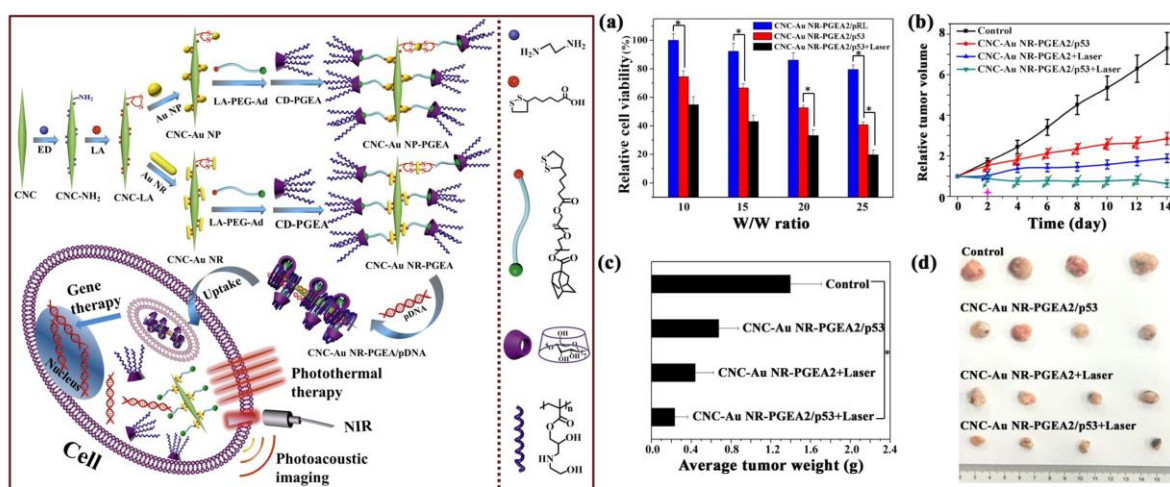 CNC
ED
CNC-NH₂
LA
CNC-LA
Au NP
CNC-Au NP
LA-PEG-Ad
CD-PGEA
CNC-Au NP-PGEA
Au NR
CNC-Au NR
LA-PEG-Ad
CD-PGEA
CNC-Au NR-PGEA
Uptake
pDNA
CNC-Au NR-PGEA/pDNA
Gene
therapy
Nucleus
Cell
Photothermal
therapy
NIR
Photoacoustic
imaging
H₂N
NH₂
S-S
OH
O
(a)
Relative cell viability (%)
100
80
60
40
20
0
CNC-Au NR-PGEA2/pRL
CNC-Au NR-PGEA2/p53
CNC-Au NR-PGEA2/p53+Laser
* * * * *
10 15 20 25
W/W ratio
(b)
Relative tumor volume
8
6
4
2
0
Control
CNC-Au NR-PGEA2/p53
CNC-Au NR-PGEA2+Laser
CNC-Au NR-PGEA2/p53+Laser
0 2 4 6 8 10 12 14
Time (day)
(c)
Control
CNC-Au NR-PGEA2/p53
CNC-Au NR-PGEA2+Laser
CNC-Au NR-PGEA2/p53+Laser
*
0.0 0.4 0.8 1.2 1.6 2.0 2.4
Average tumor weight (g)
(d)
Control
CNC-Au NR-PGEA2/p53
CNC-Au NR-PGEA2+Laser
CNC-Au NR-PGEA2/p53+Laser